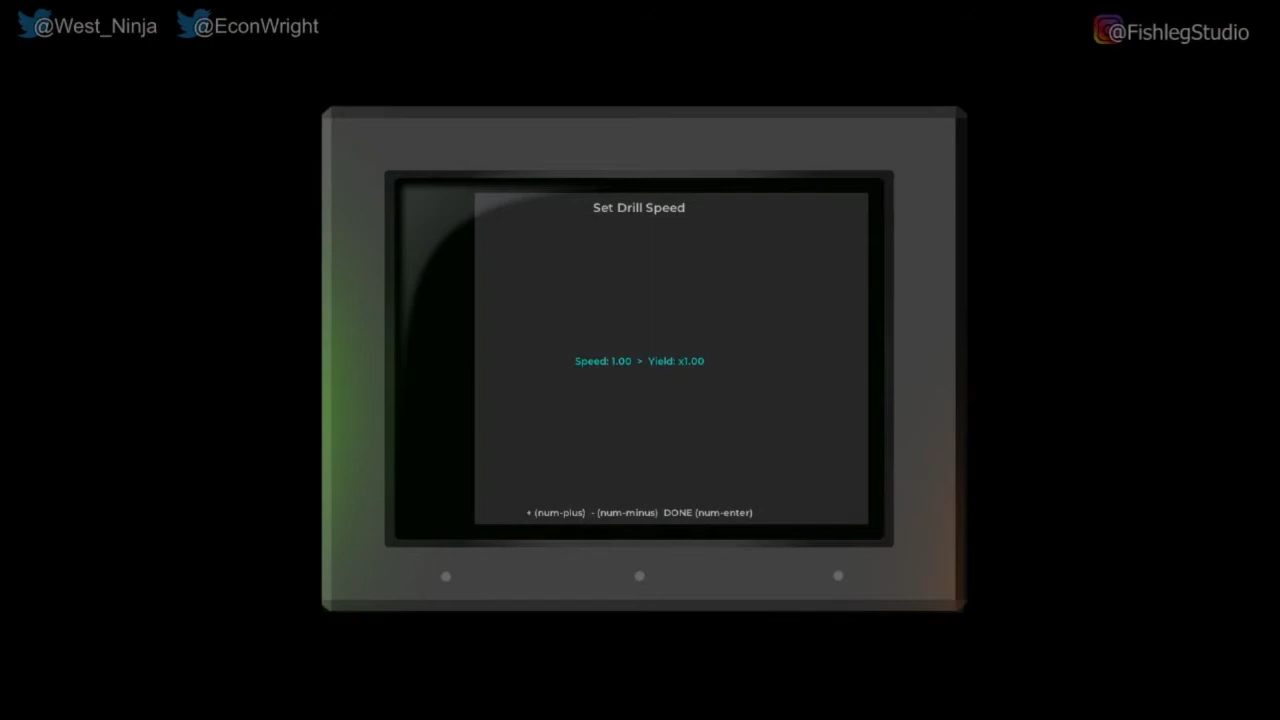 @West_Ninja @EconWright @FishlegStudio
Set Drill Speed
Speed: 1.00 > Yield: x1.00
+ (num-plus) - (num-minus) DONE (num-enter)